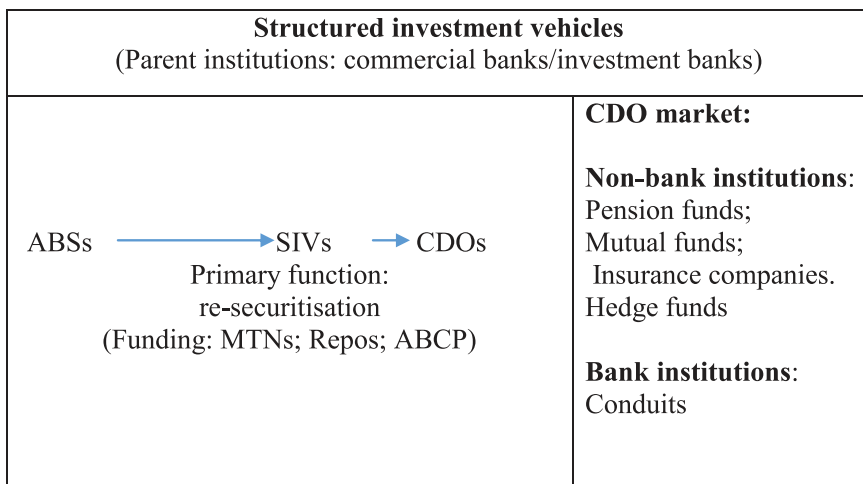 Structured investment vehicles
(Parent institutions: commercial banks/investment banks)
ABSs SIVs CDOs
Primary function:
re-securitisation
(Funding: MTNs; Repos; ABCP)
CDO market:
Non-bank institutions:
Pension funds;
Mutual funds;
Insurance companies.
Hedge funds
Bank institutions:
Conduits